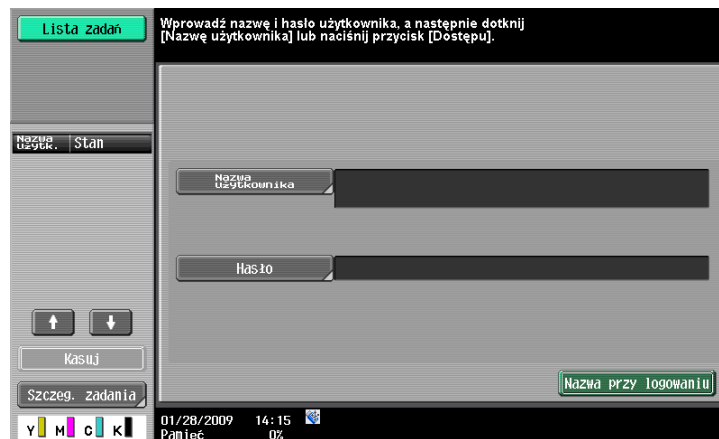 Lista zadań
Wprowadź nazwę i hasło użytkownika, a następnie dotknij
[Nazwę użytkownika] lub naciśnij przycisk [Dostępu].
Nazwa
użytk.
Stan
Nazwa
użytkownika
Hasło
Kasuj
Szczeg. zadania
Nazwa przy logowaniu
Y M C K
01/28/2009 14:15
Pamięć 0%